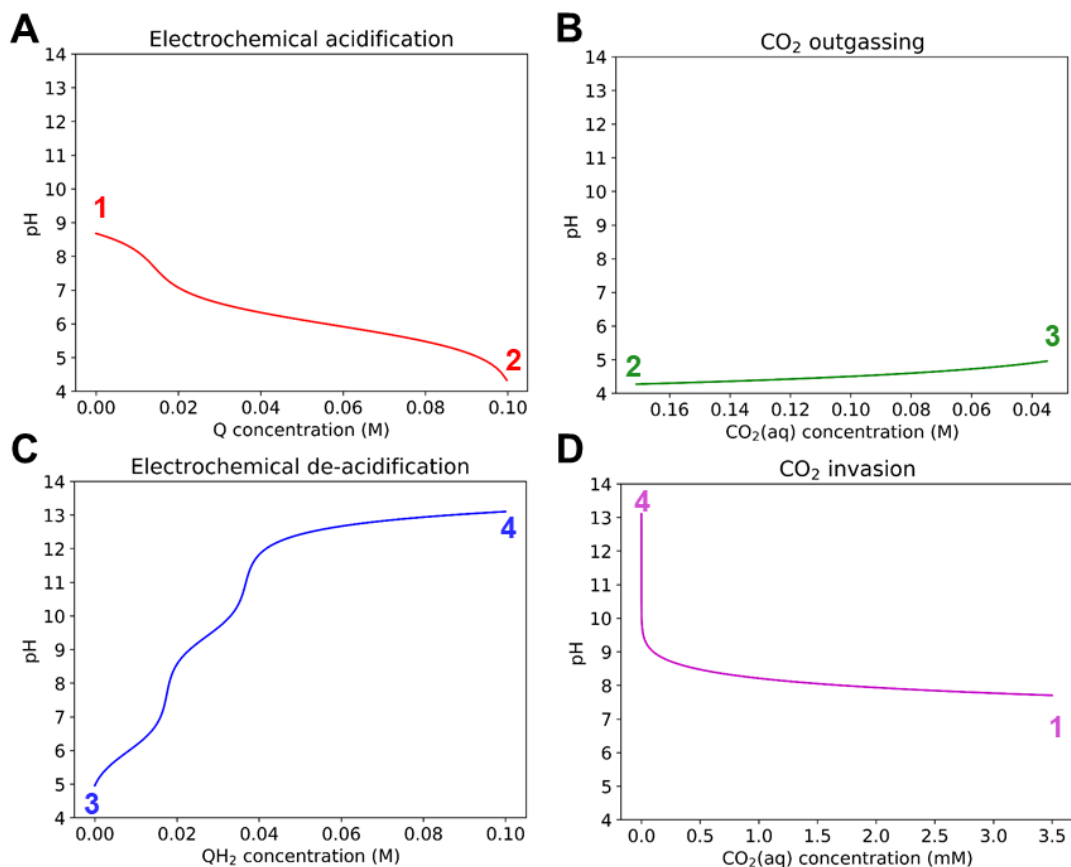 A
Electrochemical acidification
14
13
12
11
10
9
8
7
6
5
4
pH
1
2
0.00 0.02 0.04 0.06 0.08 0.10
Q concentration (M)
B
CO₂ outgassing
14
13
12
11
10
9
8
7
6
5
4
pH
2
3
0.16 0.14 0.12 0.10 0.08 0.06 0.04
CO₂(aq) concentration (M)
C
Electrochemical de-acidification
14
13
12
11
10
9
8
7
6
5
4
pH
3
4
0.00 0.02 0.04 0.06 0.08 0.10
QH₂ concentration (M)
D
CO₂ invasion
14
13
12
11
10
9
8
7
6
5
4
pH
4
1
0.0 0.5 1.0 1.5 2.0 2.5 3.0 3.5
CO₂(aq) concentration (mM)